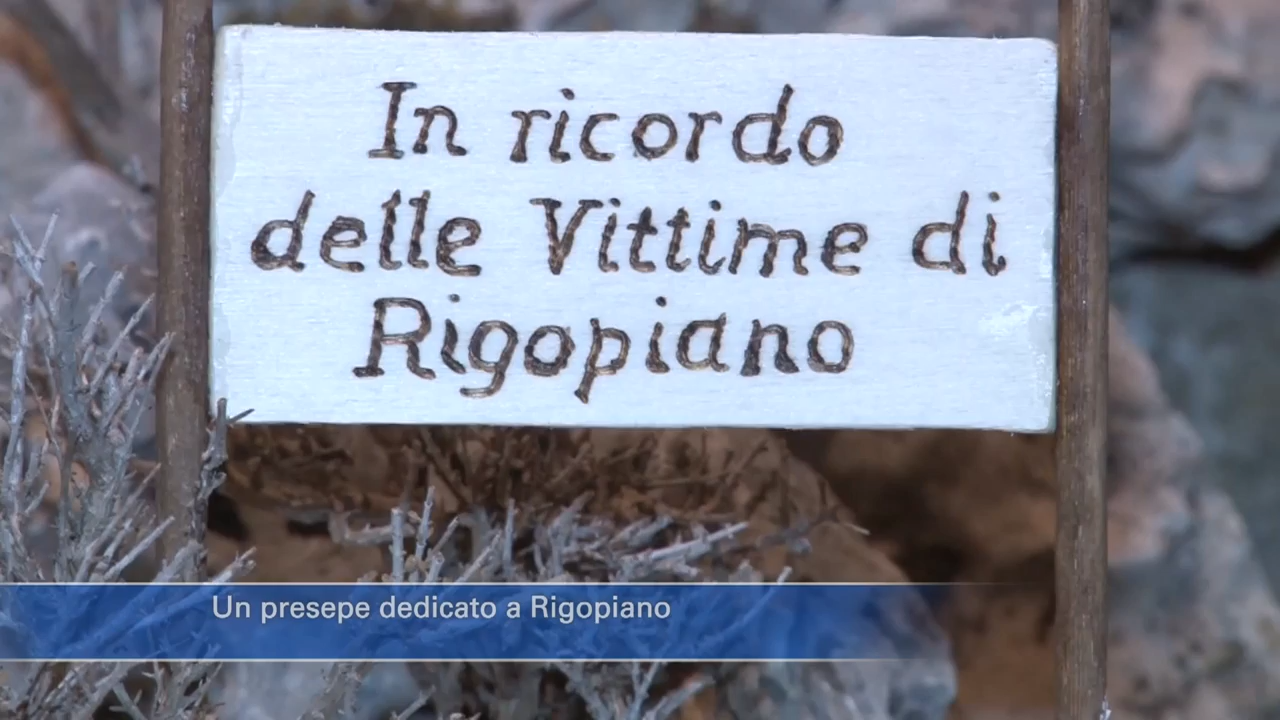 In ricordo
delle Vittime di
Rigopiano
Un presepe dedicato a Rigopiano